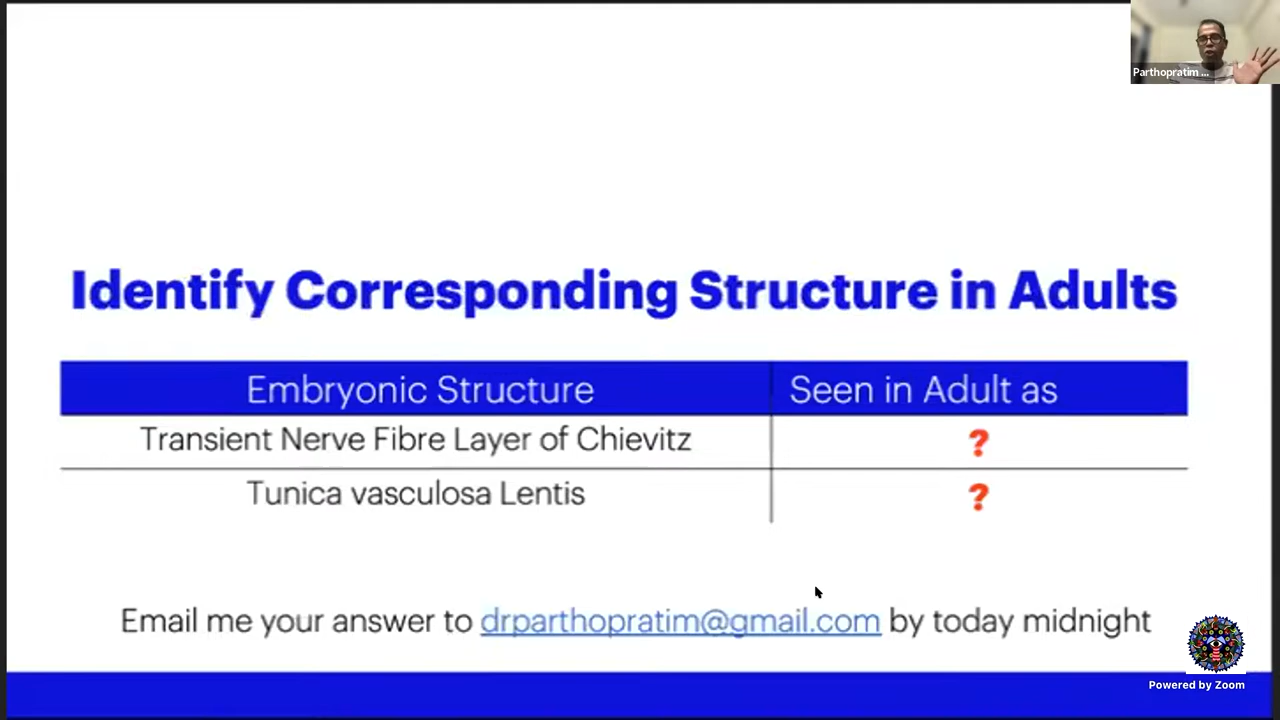 Parthopratim ...
Identify Corresponding Structure in Adults
Embryonic Structure Seen in Adult as
Transient Nerve Fibre Layer of Chievitz ?
Tunica vasculosa Lentis ?
Email me your answer to drparthopratim@gmail.com by today midnight
Powered by Zoom